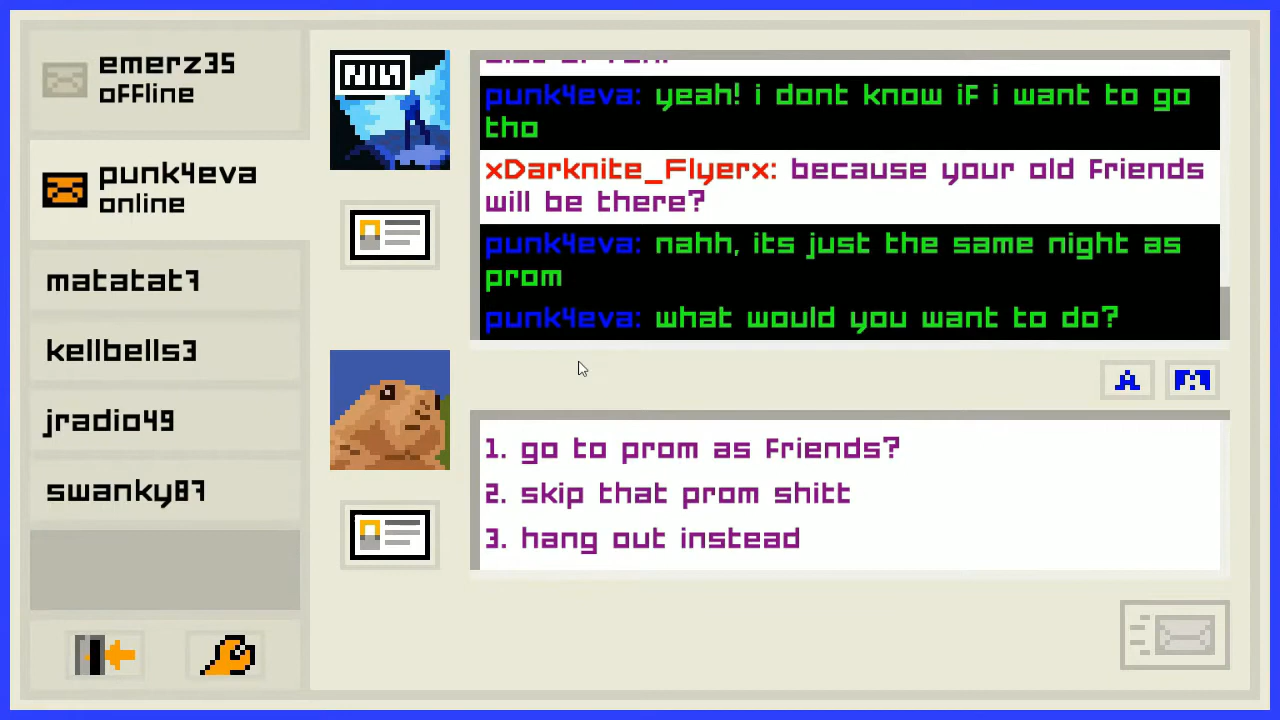 emerz35
offline
punk4eva
online
matatat7
kellbells3
jradio49
swanky87
NIN
punk4eva: yeah! i dont know if i want to go
tho
xDarknite_Flyerx: because your old friends
will be there?
punk4eva: nahh, its just the same night as
prom
punk4eva: what would you want to do?
A
1. go to prom as friends?
2. skip that prom shitt
3. hang out instead